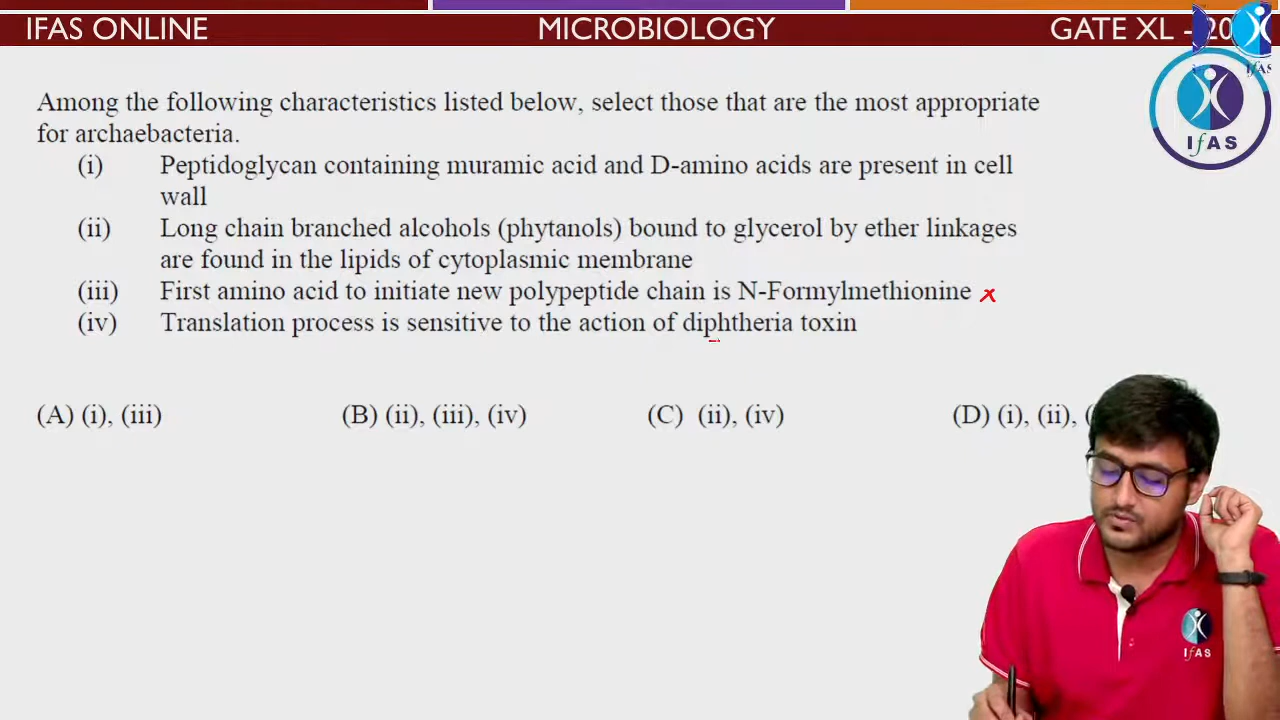 IFAS ONLINE MICROBIOLOGY GATE XL - 20
IfAS
IfAS
Among the following characteristics listed below, select those that are the most appropriate
for archaebacteria.
(i) Peptidoglycan containing muramic acid and D-amino acids are present in cell
wall
(ii) Long chain branched alcohols (phytanols) bound to glycerol by ether linkages
are found in the lipids of cytoplasmic membrane
(iii) First amino acid to initiate new polypeptide chain is N-Formylmethionine x
(iv) Translation process is sensitive to the action of diphtheria toxin
(A) (i), (iii) (B) (ii), (iii), (iv) (C) (ii), (iv) (D) (i), (ii), (
IfAS